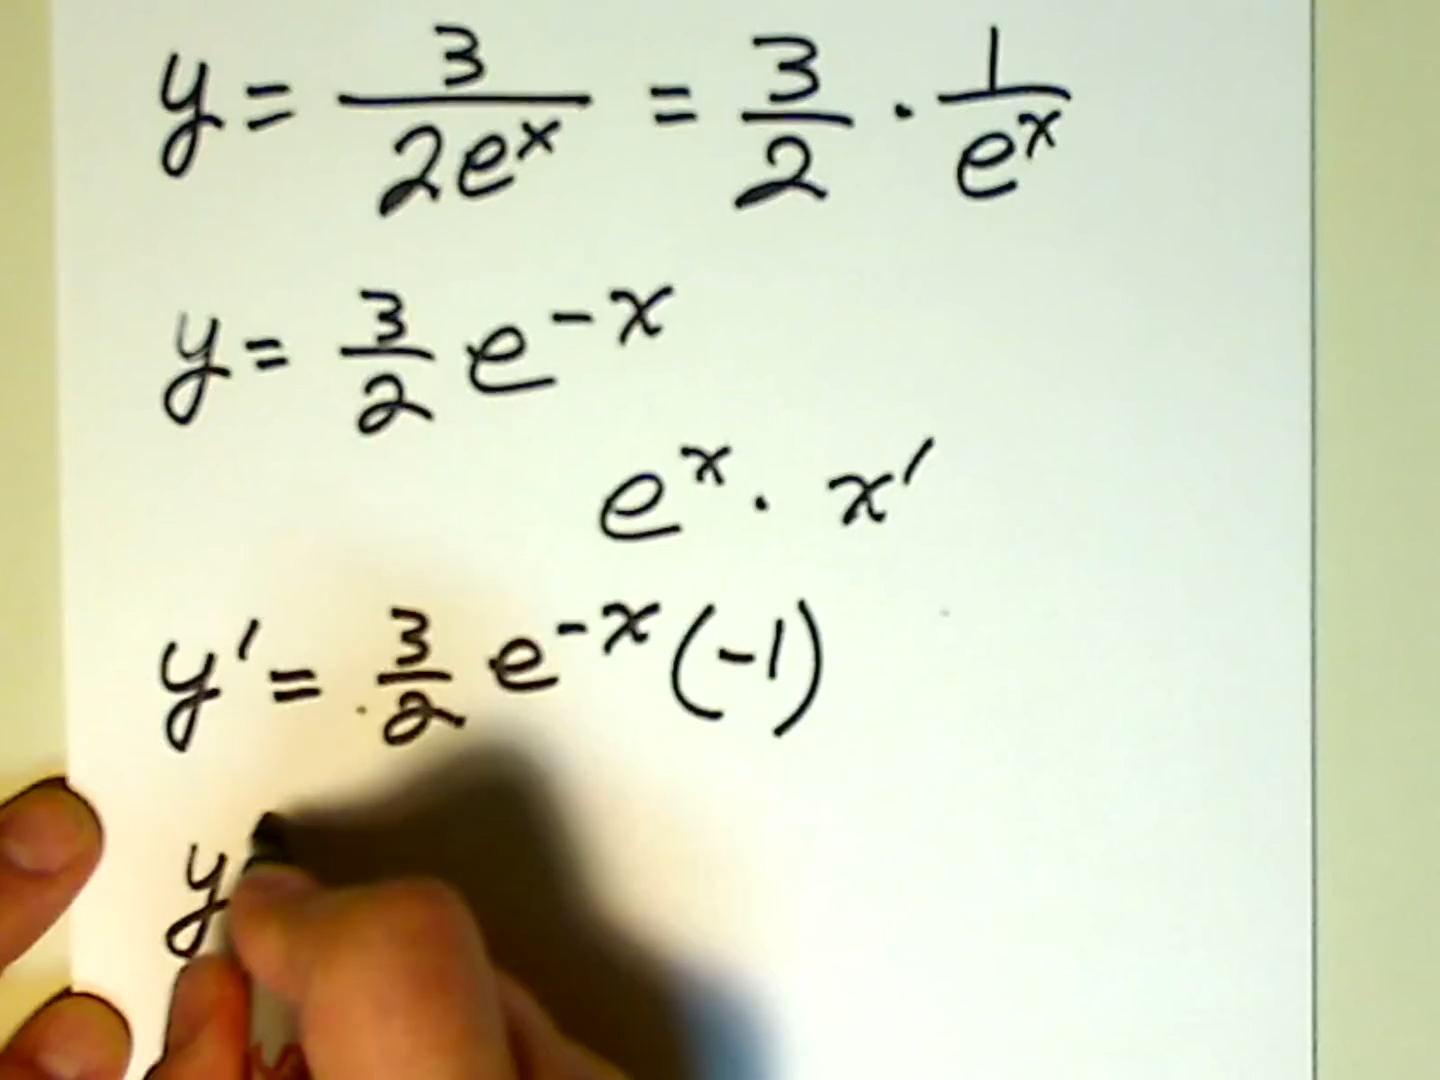 y = 3/(2e^x) = 3/2 · 1/e^x
y = 3/2 e^-x
e^x · x'
y' = 3/2 e^-x (-1)
y